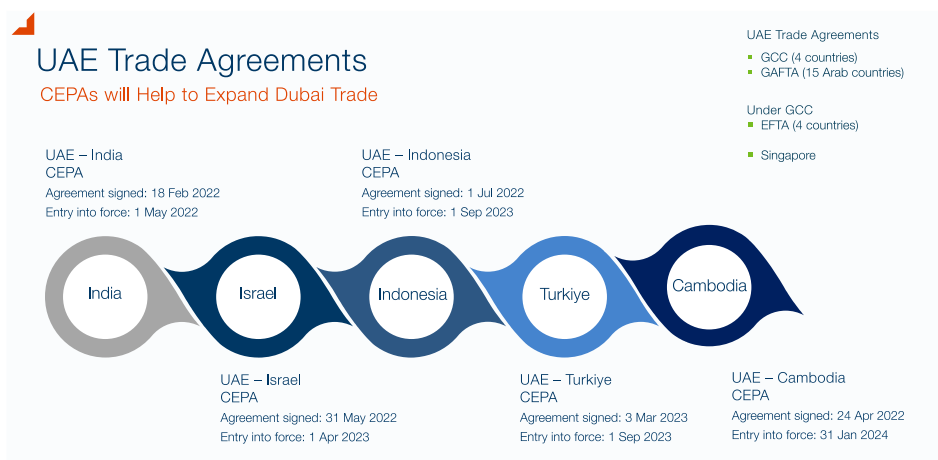 UAE Trade Agreements
CEPAs will Help to Expand Dubai Trade
UAE Trade Agreements
GCC (4 countries)
GAFTA (15 Arab countries)
Under GCC
EFTA (4 countries)
Singapore
UAE – India
CEPA
Agreement signed: 18 Feb 2022
Entry into force: 1 May 2022
UAE – Indonesia
CEPA
Agreement signed: 1 Jul 2022
Entry into force: 1 Sep 2023
India
Israel
Indonesia
Turkiye
Cambodia
UAE – Israel
CEPA
Agreement signed: 31 May 2022
Entry into force: 1 Apr 2023
UAE – Turkiye
CEPA
Agreement signed: 3 Mar 2023
Entry into force: 1 Sep 2023
UAE – Cambodia
CEPA
Agreement signed: 24 Apr 2022
Entry into force: 31 Jan 2024